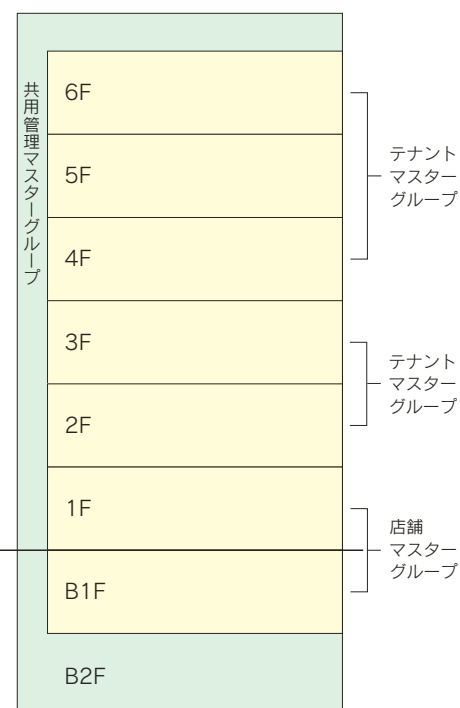 共用管理マスターグループ
6F
5F
4F
テナント
マスター
グループ
3F
2F
テナント
マスター
グループ
1F
B1F
店舗
マスター
グループ
B2F